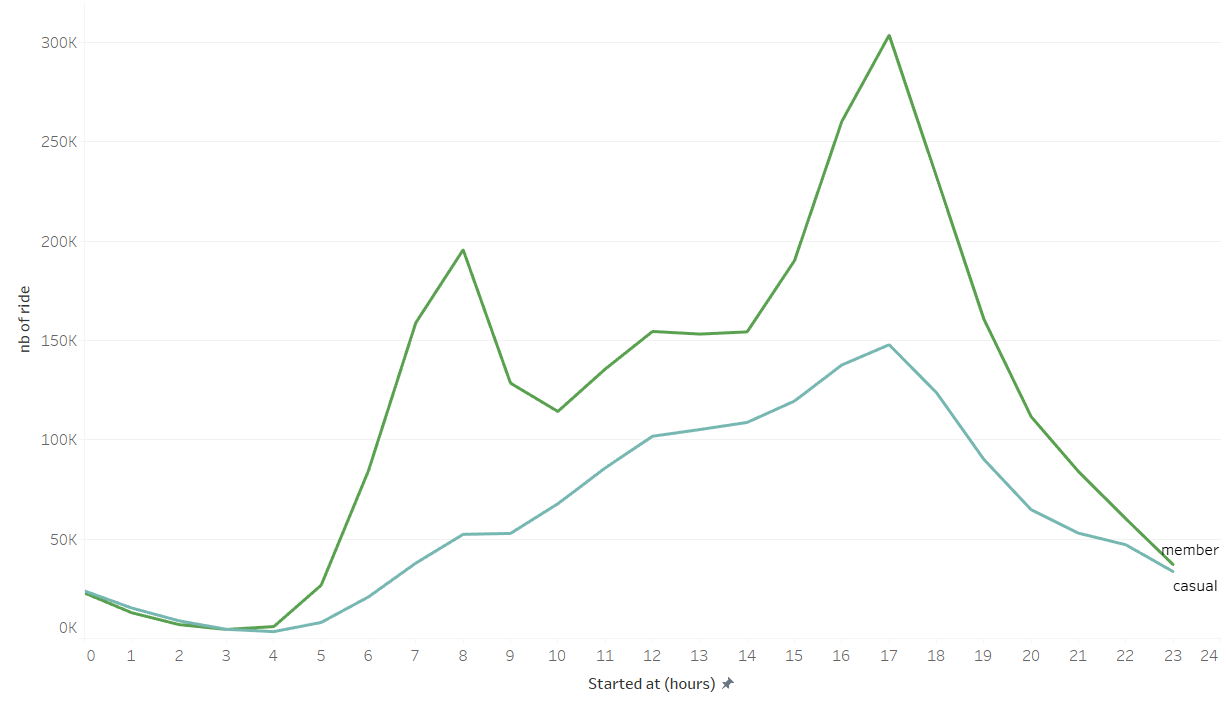 300K
250K
200K
nb of ride
150K
100K
50K
member
casual
0K
0 1 2 3 4 5 6 7 8 9 10 11 12 13 14 15 16 17 18 19 20 21 22 23 24
Started at (hours)